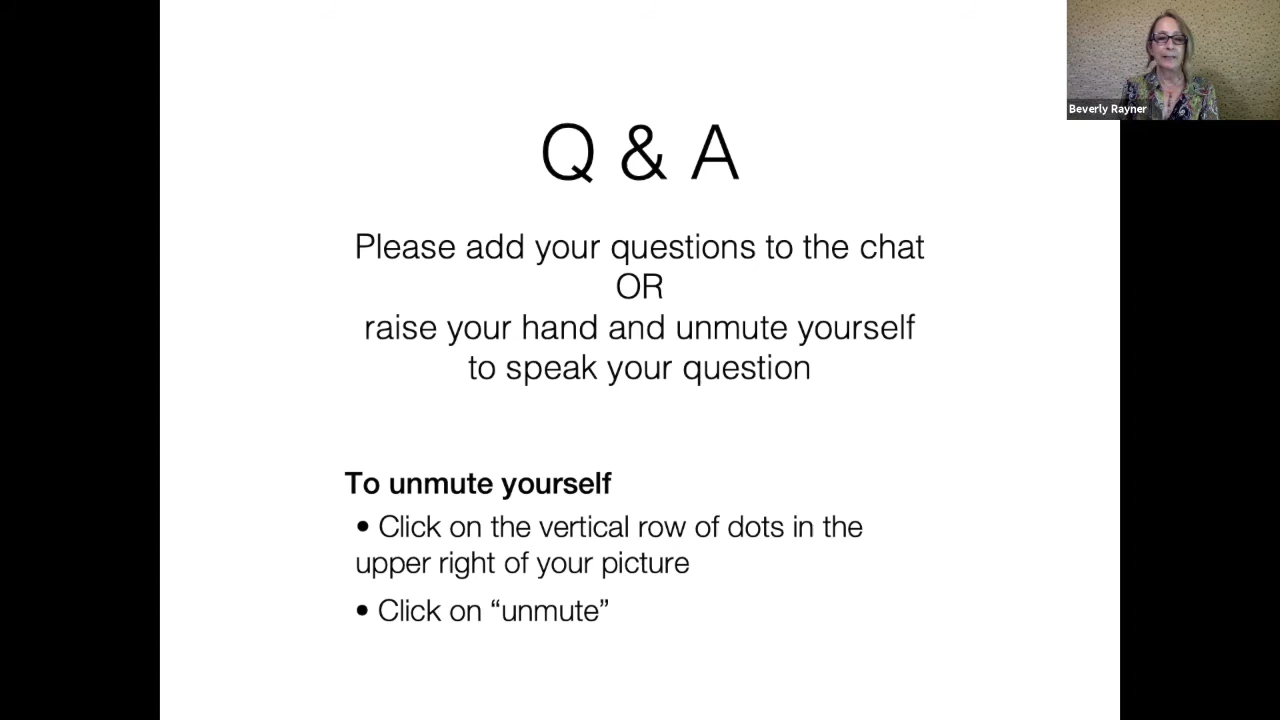 Beverly Rayner
Q & A
Please add your questions to the chat
OR
raise your hand and unmute yourself
to speak your question
To unmute yourself
• Click on the vertical row of dots in the
upper right of your picture
• Click on “unmute”